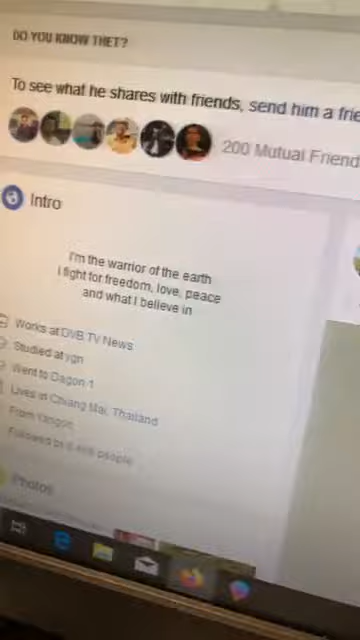 DO YOU KNOW THET?
To see what he shares with friends, send him a frie
200 Mutual Friend
Intro
I'm the warrior of the earth
I fight for freedom, love, peace
and what I believe in
Works at DVB TV News
Studied at ygn
Went to Dagon 1
Lives in Chiang Mai, Thailand
From Yangon
Followed by people
Photos